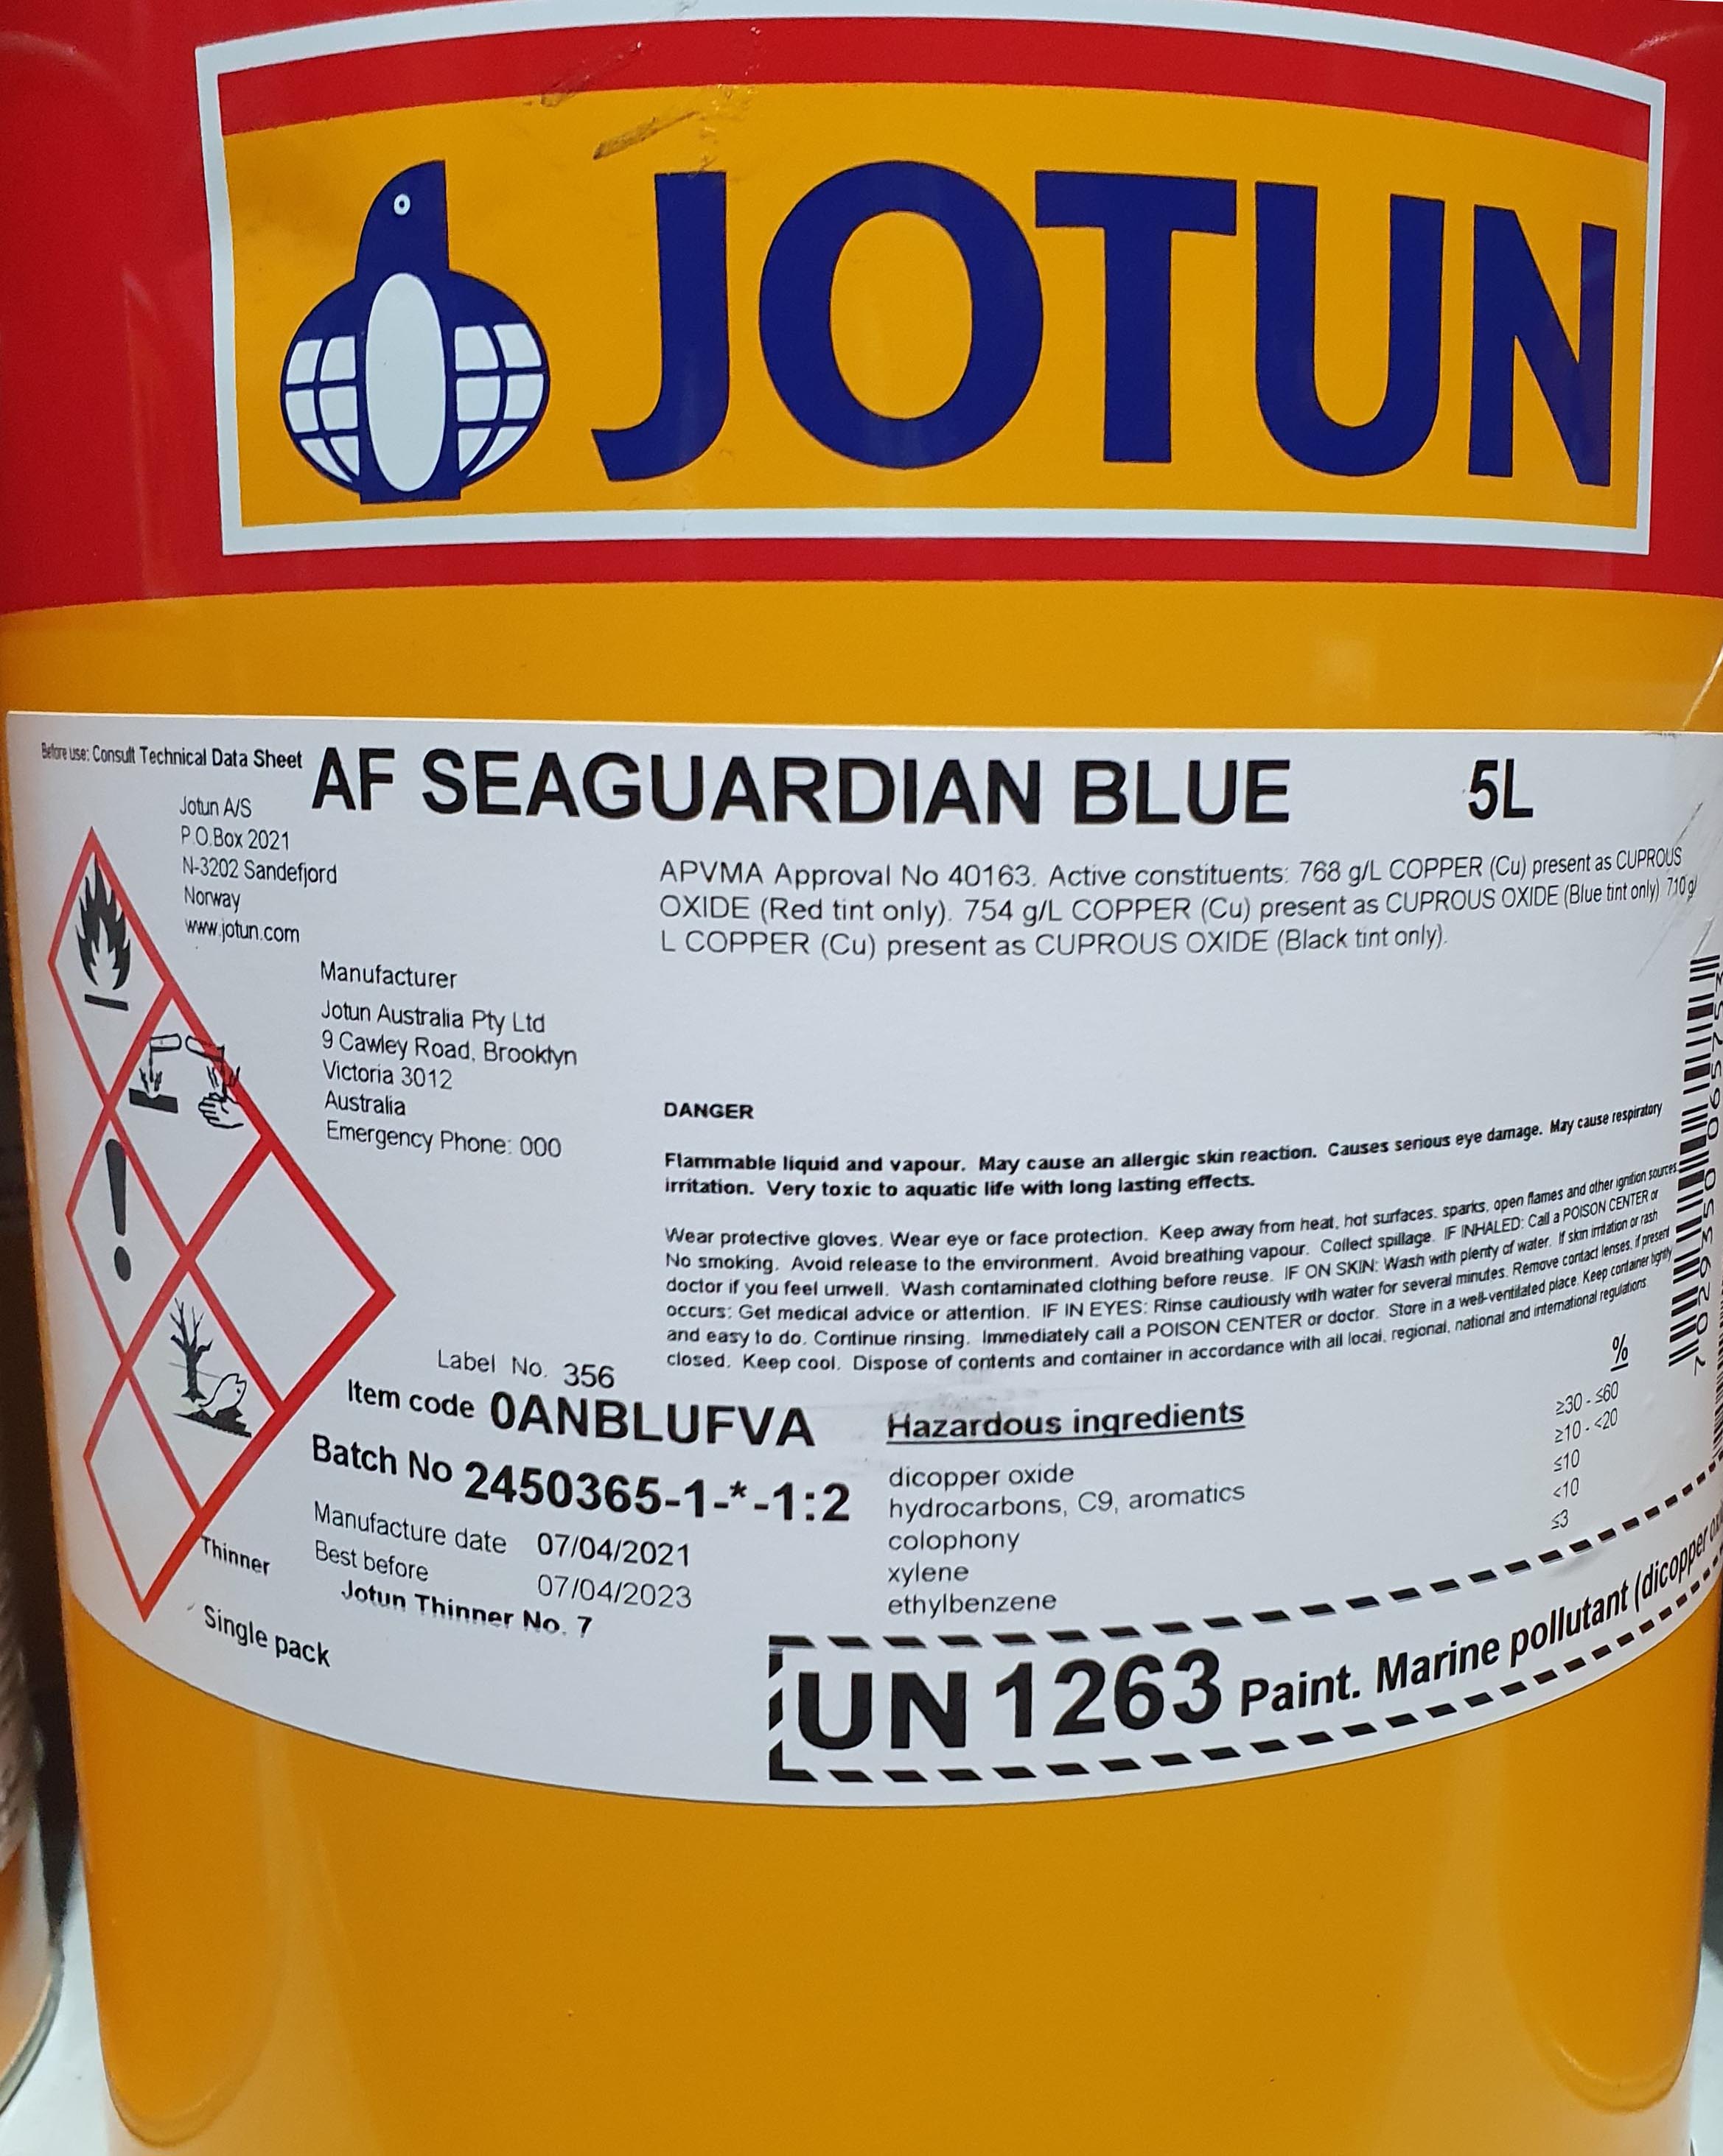 JOTUN
Before use: Consult Technical Data Sheet
AF SEAGUARDIAN BLUE 5L
Jotun A/S
P.O.Box 2021
N-3202 Sandefjord
Norway
www.jotun.com
APVMA Approval No 40163. Active constituents: 768 g/L COPPER (Cu) present as CUPROUS
OXIDE (Red tint only). 754 g/L COPPER (Cu) present as CUPROUS OXIDE (Blue tint only) 710 g/
L COPPER (Cu) present as CUPROUS OXIDE (Black tint only).
Manufacturer
Jotun Australia Pty Ltd
9 Cawley Road, Brooklyn
Victoria 3012
Australia
Emergency Phone: 000
DANGER
Flammable liquid and vapour. May cause an allergic skin reaction. Causes serious eye damage. May cause respiratory
irritation. Very toxic to aquatic life with long lasting effects.
Wear protective gloves. Wear eye or face protection. Keep away from heat, hot surfaces, sparks, open flames and other ignition sources.
No smoking. Avoid release to the environment. Avoid breathing vapour. Collect spillage. IF INHALED: Call a POISON CENTER or
doctor if you feel unwell. Wash contaminated clothing before reuse. IF ON SKIN: Wash with plenty of water. If skin irritation or rash
occurs: Get medical advice or attention. IF IN EYES: Rinse cautiously with water for several minutes. Remove contact lenses, if present
and easy to do. Continue rinsing. Immediately call a POISON CENTER or doctor. Store in a well-ventilated place. Keep container tightly
closed. Keep cool. Dispose of contents and container in accordance with all local, regional, national and international regulations.
Label No. 356
Item code 0ANBLUFVA
Batch No 2450365-1-*-1:2
Manufacture date 07/04/2021
Best before 07/04/2023
Thinner Jotun Thinner No. 7
Single pack
Hazardous ingredients %
dicopper oxide ≥30 - ≤60
hydrocarbons, C9, aromatics ≥10 - <20
colophony ≤10
xylene <10
ethylbenzene ≤3
UN 1263 Paint. Marine pollutant (dicopper
7 029350 065753